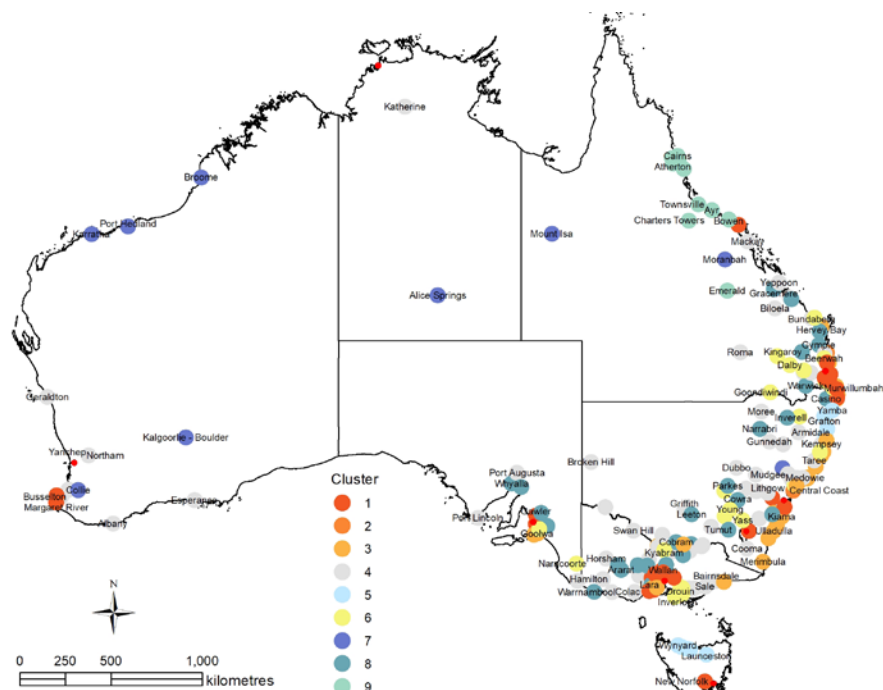 Katherine
Cairns
Atherton
Broome
Townsville
Ayr
Charters Towers
Bowen
Port Hedland
Karratha
Mount Isa
Mackay
Moranbah
Alice Springs
Emerald
Yeppoon
Gracemere
Biloela
Bundaberg
Hervey Bay
Gympie
Roma
Kingaroy
Beerwah
Dalby
Geraldton
Warwick
Murwillumbah
Goondiwindi
Casino
Moree
Yamba
Inverell
Grafton
Kalgoorlie - Boulder
Narrabri
Armidale
Gunnedah
Kempsey
Yanchep
Northam
Broken Hill
Taree
Port Augusta
Dubbo
Mudgee
Medowie
Whyalla
Collie
Parkes
Lithgow
Central Coast
Busselton
Esperance
Cowra
Margaret River
Griffith
Port Lincoln
Gawler
Leeton
Young
Kiama
Albany
Yass
Swan Hill
Tumut
Ulladulla
Goolwa
Cobram
Kyabram
Cooma
Naracoorte
Horsham
Merimbula
Ararat
Wallan
Hamilton
Bairnsdale
Lara
Drouin
Sale
Warrnambool
Colac
Inverloch
Wynyard
Launceston
New Norfolk
Cluster
1
2
3
4
5
6
7
8
9
N
0 250 500 1,000
kilometres